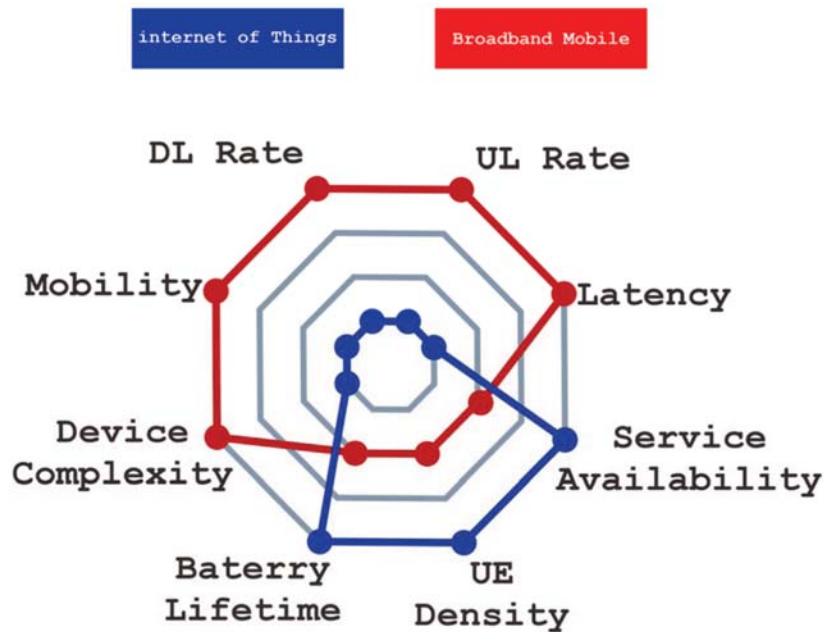 internet of Things
Broadband Mobile
DL Rate
UL Rate
Mobility
Latency
Device
Complexity
Service
Availability
Baterry
Lifetime
UE
Density